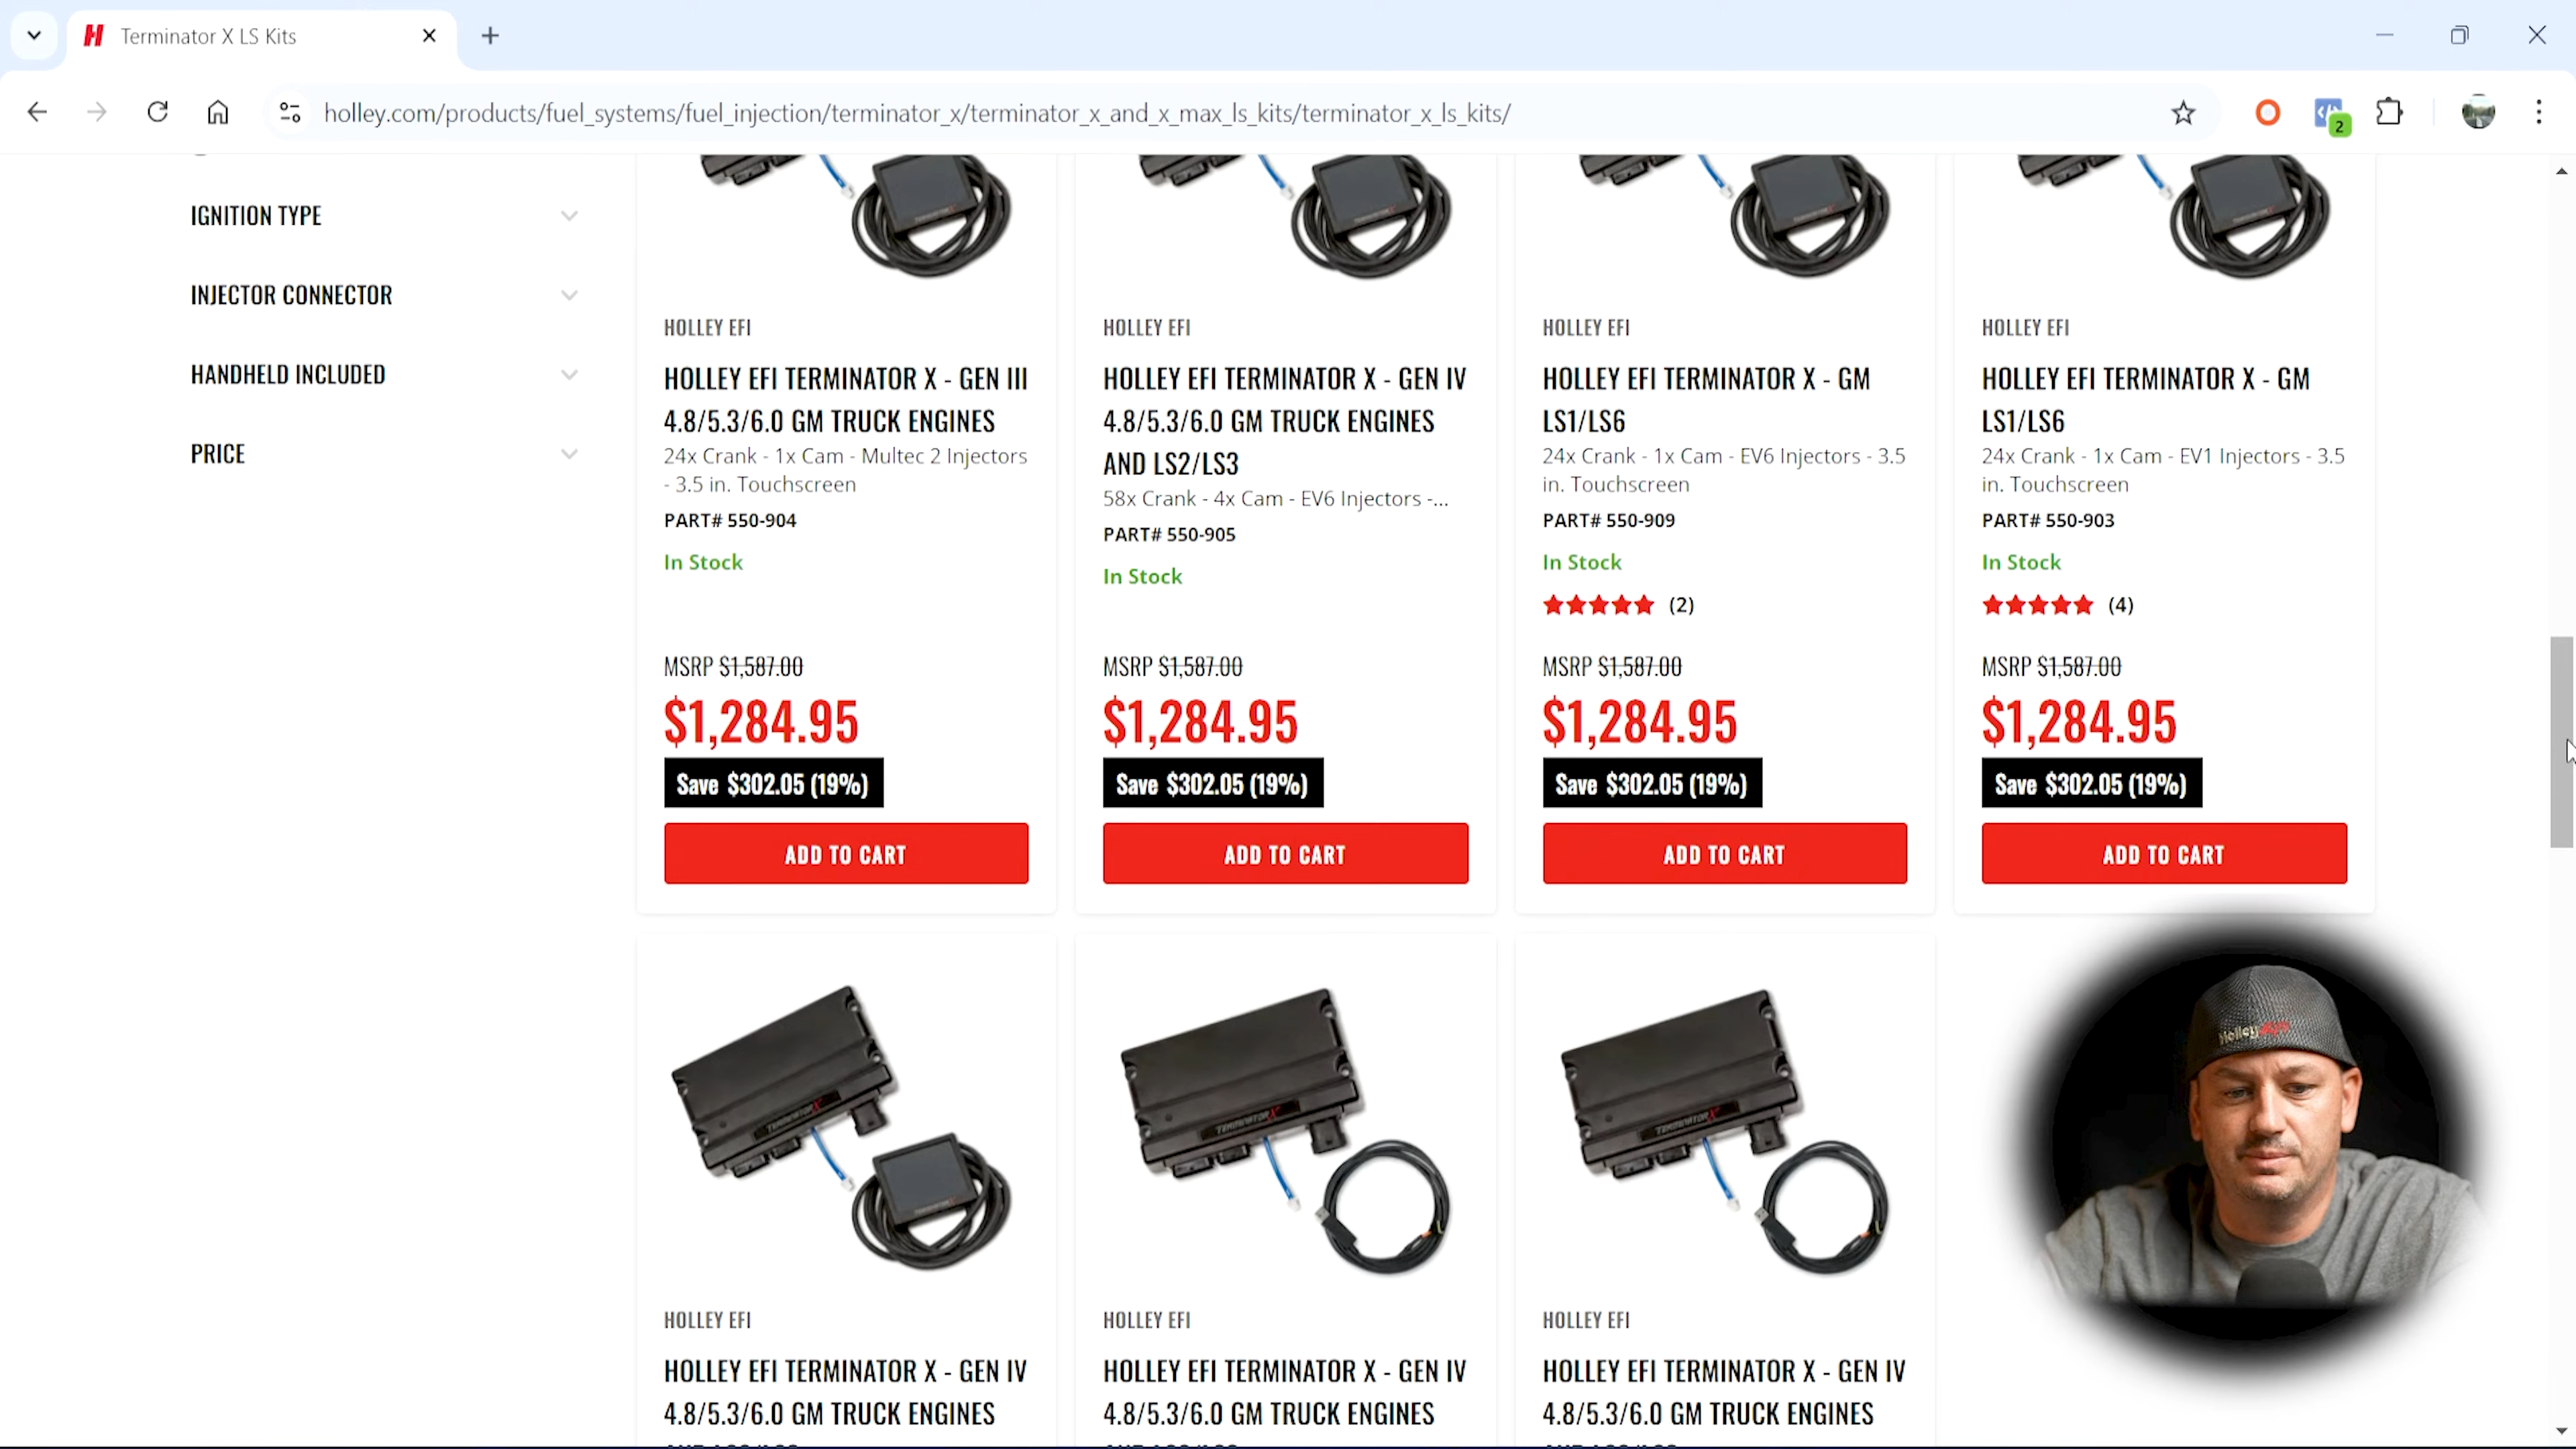 Terminator X LS Kits
holley.com/products/fuel_systems/fuel_injection/terminator_x/terminator_x_and_x_max_ls_kits/terminator_x_ls_kits/
2
IGNITION TYPE
INJECTOR CONNECTOR
HANDHELD INCLUDED
PRICE
HOLLEY EFI
HOLLEY EFI TERMINATOR X - GEN III
4.8/5.3/6.0 GM TRUCK ENGINES
24x Crank - 1x Cam - Multec 2 Injectors
- 3.5 in. Touchscreen
PART# 550-904
In Stock
MSRP $1,587.00
$1,284.95
Save $302.05 (19%)
ADD TO CART
HOLLEY EFI
HOLLEY EFI TERMINATOR X - GEN IV
4.8/5.3/6.0 GM TRUCK ENGINES
AND LS2/LS3
58x Crank - 4x Cam - EV6 Injectors -...
PART# 550-905
In Stock
MSRP $1,587.00
$1,284.95
Save $302.05 (19%)
ADD TO CART
HOLLEY EFI
HOLLEY EFI TERMINATOR X - GM
LS1/LS6
24x Crank - 1x Cam - EV6 Injectors - 3.5
in. Touchscreen
PART# 550-909
In Stock
(2)
MSRP $1,587.00
$1,284.95
Save $302.05 (19%)
ADD TO CART
HOLLEY EFI
HOLLEY EFI TERMINATOR X - GM
LS1/LS6
24x Crank - 1x Cam - EV1 Injectors - 3.5
in. Touchscreen
PART# 550-903
In Stock
(4)
MSRP $1,587.00
$1,284.95
Save $302.05 (19%)
ADD TO CART
TERMINATOR X
HOLLEY EFI
HOLLEY EFI TERMINATOR X - GEN IV
4.8/5.3/6.0 GM TRUCK ENGINES
TERMINATOR X
HOLLEY EFI
HOLLEY EFI TERMINATOR X - GEN IV
4.8/5.3/6.0 GM TRUCK ENGINES
TERMINATOR X
HOLLEY EFI
HOLLEY EFI TERMINATOR X - GEN IV
4.8/5.3/6.0 GM TRUCK ENGINES
Holley